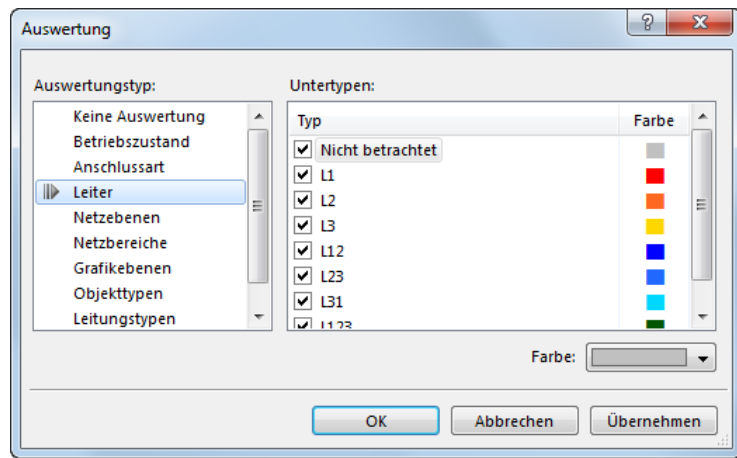 Auswertung
Auswertungstyp:
Keine Auswertung
Betriebszustand
Anschlussart
Leiter
Netzebenen
Netzbereiche
Grafikebenen
Objekttypen
Leitungstypen
Untertypen:
Typ Farbe
Nicht betrachtet
L1
L2
L3
L12
L23
L31
L123
Farbe:
OK Abbrechen Übernehmen